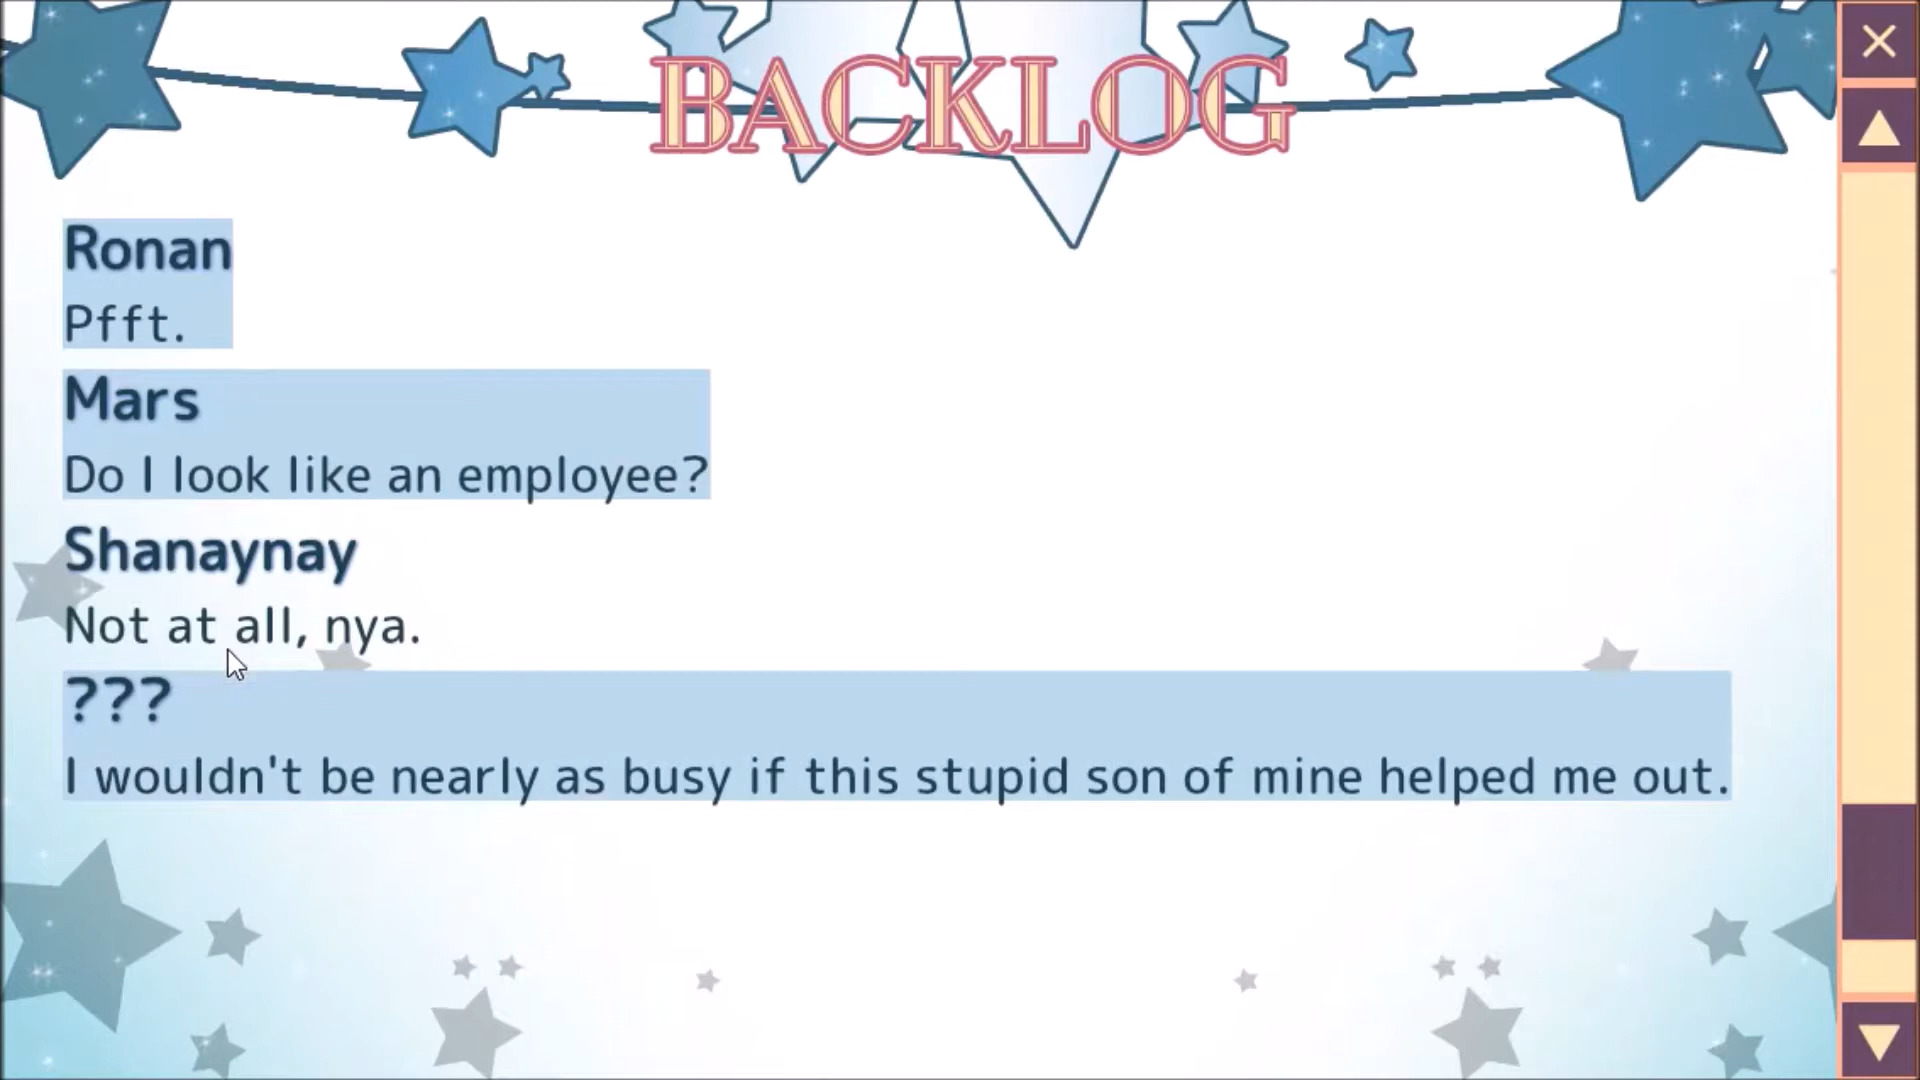 BACKLOG
Ronan
Pfft.
Mars
Do I look like an employee?
Shanaynay
Not at all, nya.
???
I wouldn't be nearly as busy if this stupid son of mine helped me out.